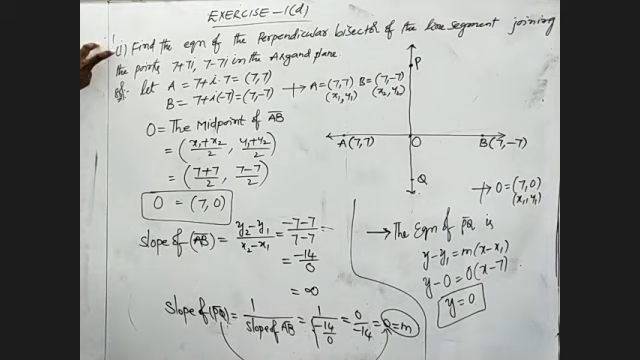 EXERCISE-1(d)
(1) Find the eqn of the Perpendicular bisector of the line segment joining
the points 7+7i, 7-7i in the Argand plane.
Sol:- let A = 7+i·7 = (7,7)
B = 7+i(-7) = (7,-7)
→ A=(7,7) B=(7,-7)
(x₁,y₁) (x₂,y₂)
O = The Midpoint of A̅B̅
= (x₁+x₂/2, y₁+y₂/2)
= (7+7/2, 7-7/2)
O = (7,0)
Slope of (A̅B̅) = y₂-y₁/x₂-x₁ = -7-7/7-7
= -14/0
= ∞
Slope of (P̅Q̅) = 1/Slope of AB = 1/(-14/0) = 0/-14 = 0 = m
P
A(7,7) O B(7,-7)
Q
→ O=(7,0)
(x₁,y₁)
→ The Eqn of P̅Q̅ is
y-y₁ = m(x-x₁)
y-0 = 0(x-7)
y = 0